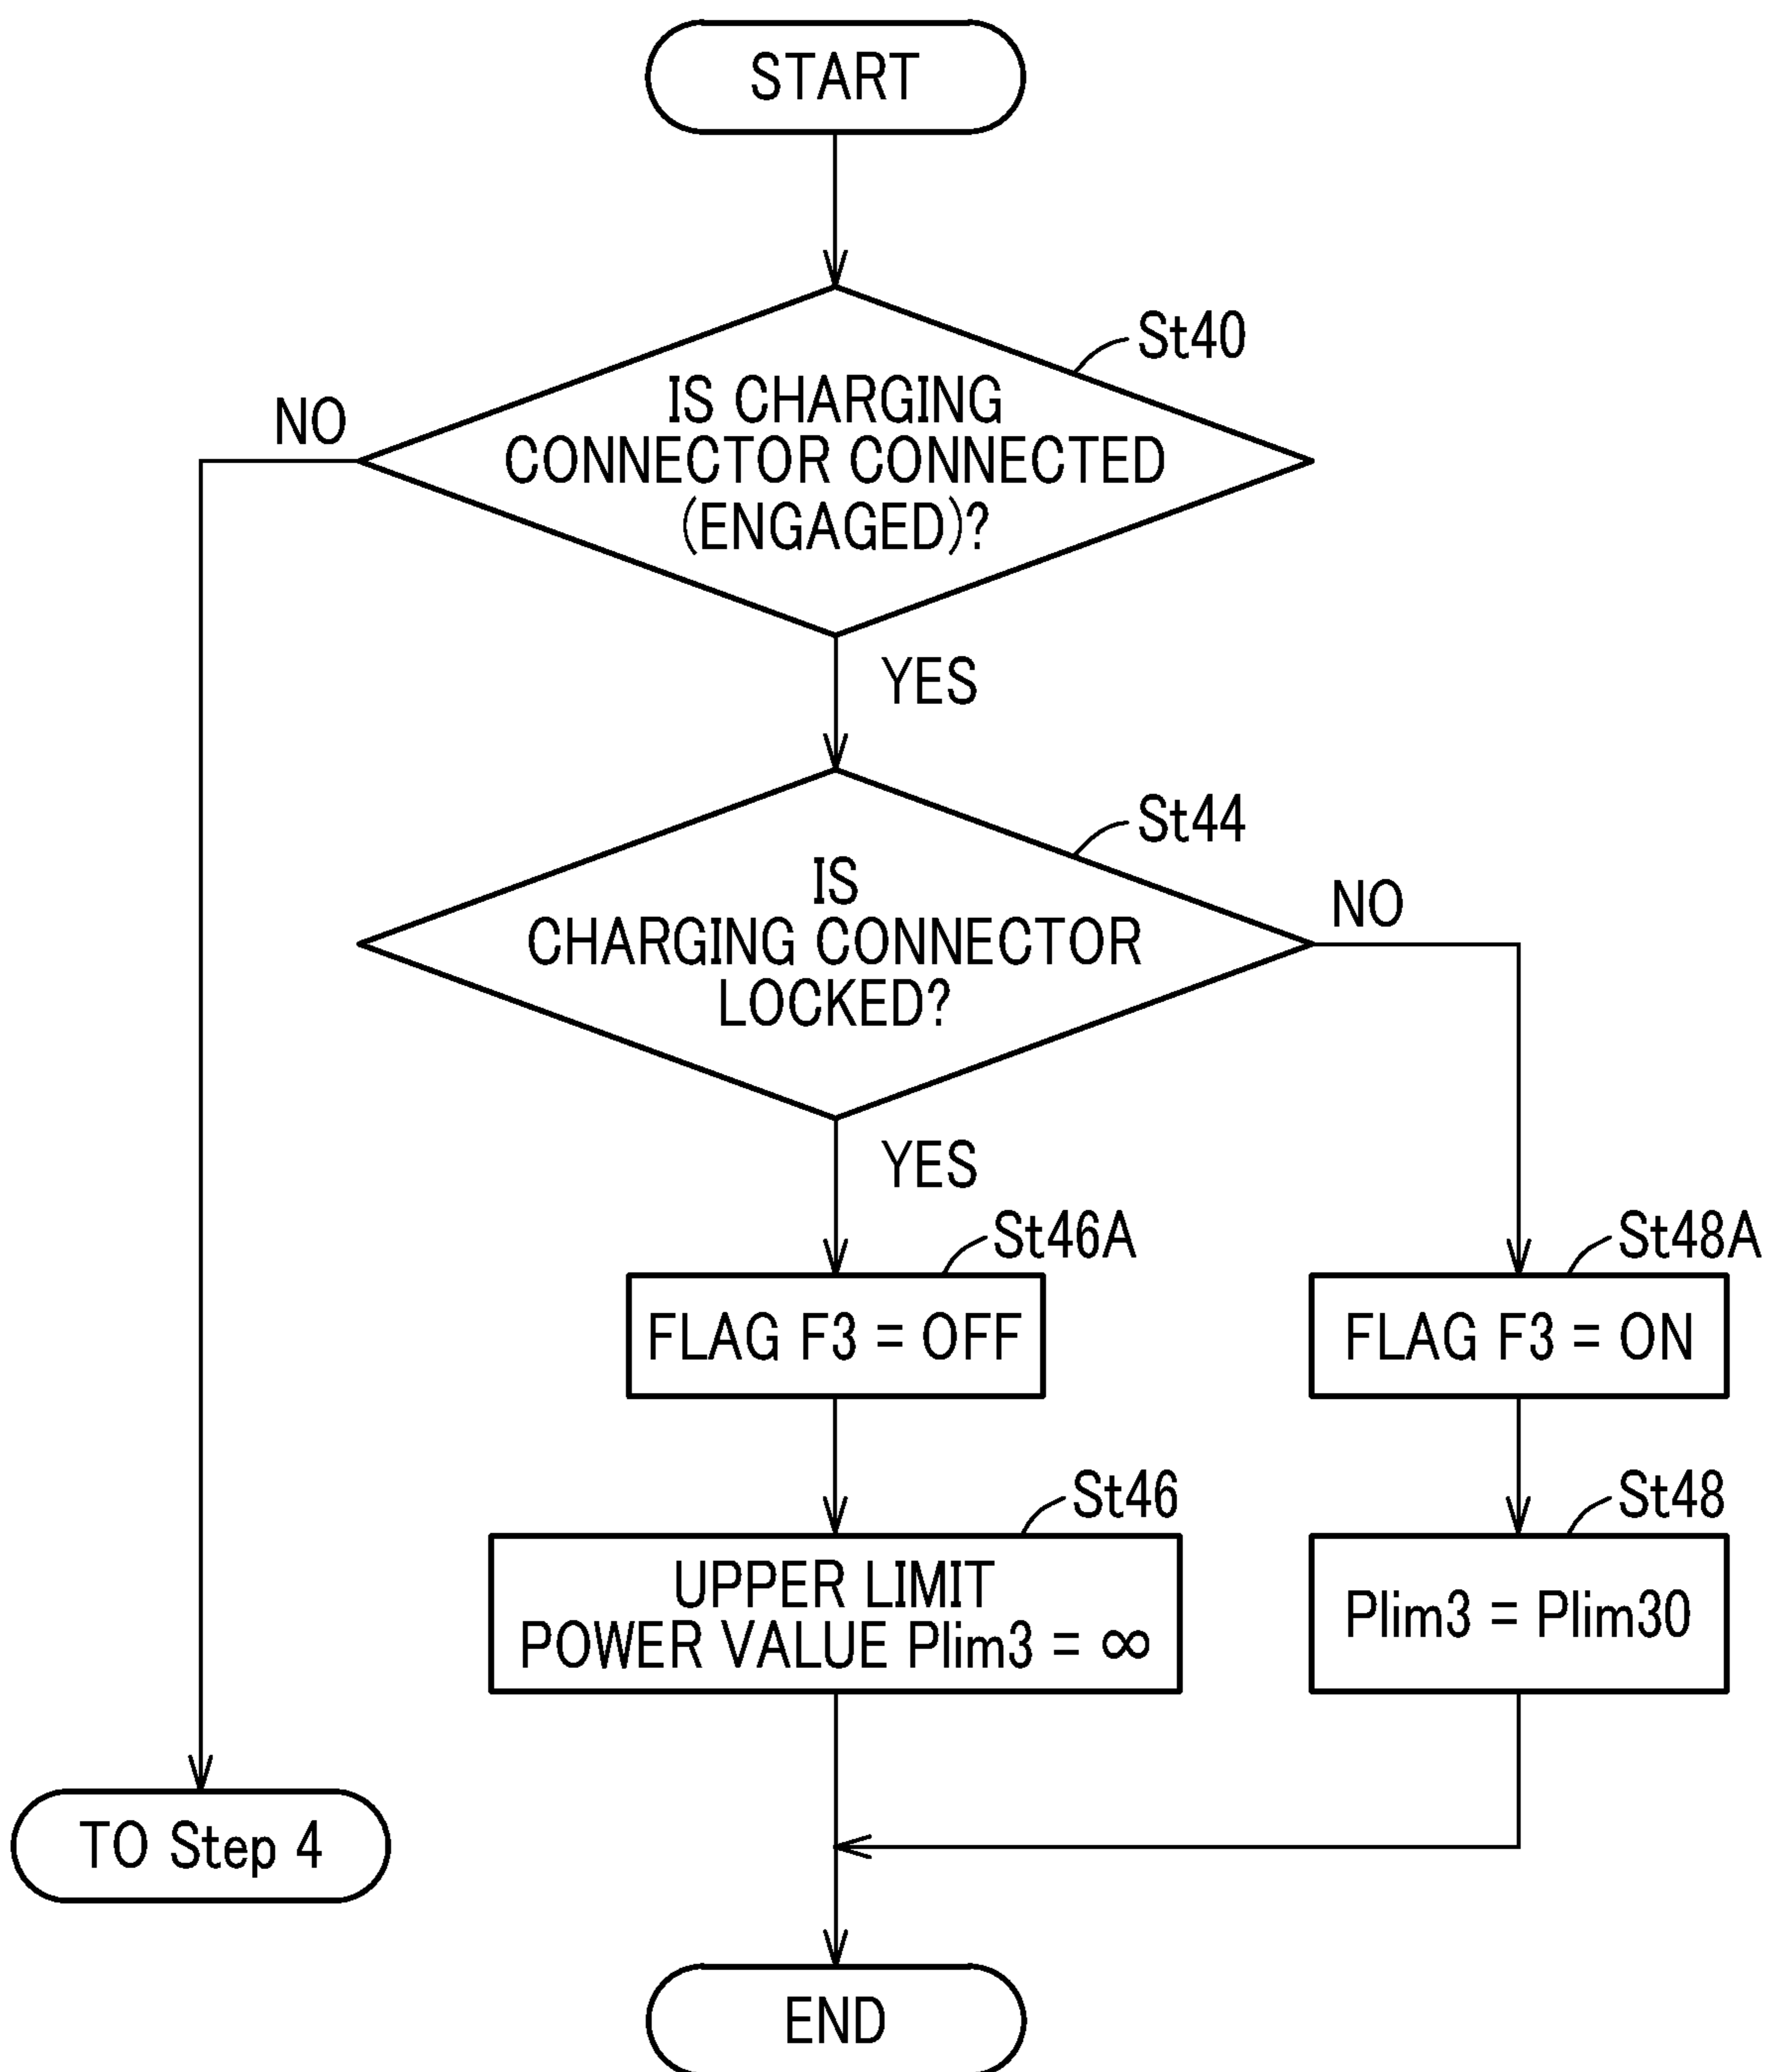 START
St40
IS CHARGING
CONNECTOR CONNECTED
(ENGAGED)?
NO
YES
St44
IS
CHARGING CONNECTOR
LOCKED?
NO
YES
St46A
FLAG F3 = OFF
St48A
FLAG F3 = ON
St46
UPPER LIMIT
POWER VALUE Plim3 = ∞
St48
Plim3 = Plim30
TO Step 4
END